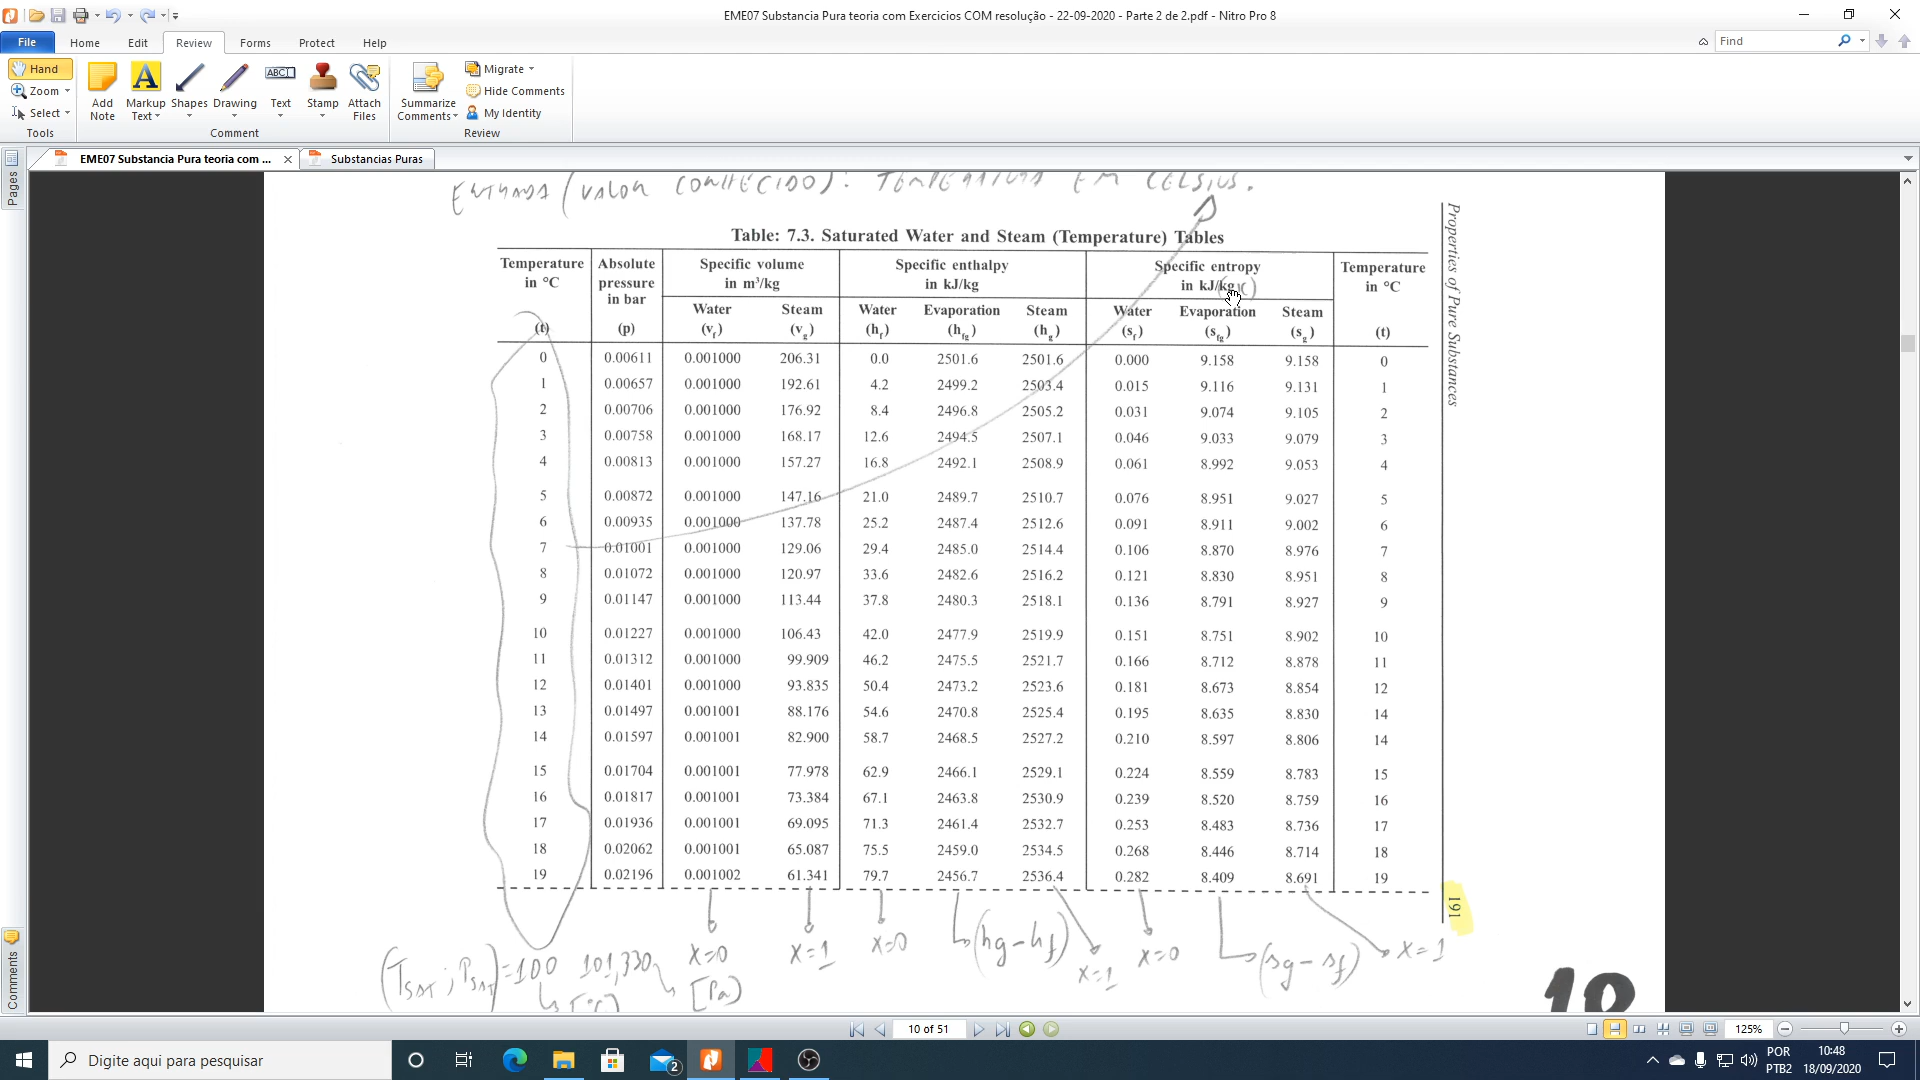 EME07 Substancia Pura teoria com Exercicios COM resolução - 22-09-2020 - Parte 2 de 2.pdf - Nitro Pro 8
File Home Edit Review Forms Protect Help Find
Hand Zoom Select Tools
Add Note Markup Text Shapes Drawing Text Stamp Attach Files Comment
Summarize Comments Migrate Hide Comments My Identity Review
EME07 Substancia Pura teoria com ... Substancias Puras
Pages
Comments
ENTRADA (VALOR CONHECIDO): TEMPERATURA EM CELSIUS.
Table: 7.3. Saturated Water and Steam (Temperature) Tables
Temperature in °C (t) Absolute pressure in bar (p) Specific volume in m³/kg Specific enthalpy in kJ/kg Specific entropy in kJ/kg Temperature in °C (t)
Water (vf) Steam (vg) Water (hf) Evaporation (hfg) Steam (hg) Water (sf) Evaporation (sfg) Steam (sg)
0 0.00611 0.001000 206.31 0.0 2501.6 2501.6 0.000 9.158 9.158 0
1 0.00657 0.001000 192.61 4.2 2499.2 2503.4 0.015 9.116 9.131 1
2 0.00706 0.001000 176.92 8.4 2496.8 2505.2 0.031 9.074 9.105 2
3 0.00758 0.001000 168.17 12.6 2494.5 2507.1 0.046 9.033 9.079 3
4 0.00813 0.001000 157.27 16.8 2492.1 2508.9 0.061 8.992 9.053 4
5 0.00872 0.001000 147.16 21.0 2489.7 2510.7 0.076 8.951 9.027 5
6 0.00935 0.001000 137.78 25.2 2487.4 2512.6 0.091 8.911 9.002 6
7 0.01001 0.001000 129.06 29.4 2485.0 2514.4 0.106 8.870 8.976 7
8 0.01072 0.001000 120.97 33.6 2482.6 2516.2 0.121 8.830 8.951 8
9 0.01147 0.001000 113.44 37.8 2480.3 2518.1 0.136 8.791 8.927 9
10 0.01227 0.001000 106.43 42.0 2477.9 2519.9 0.151 8.751 8.902 10
11 0.01312 0.001000 99.909 46.2 2475.5 2521.7 0.166 8.712 8.878 11
12 0.01401 0.001000 93.835 50.4 2473.2 2523.6 0.181 8.673 8.854 12
13 0.01497 0.001001 88.176 54.6 2470.8 2525.4 0.195 8.635 8.830 14
14 0.01597 0.001001 82.900 58.7 2468.5 2527.2 0.210 8.597 8.806 14
15 0.01704 0.001001 77.978 62.9 2466.1 2529.1 0.224 8.559 8.783 15
16 0.01817 0.001001 73.384 67.1 2463.8 2530.9 0.239 8.520 8.759 16
17 0.01936 0.001001 69.095 71.3 2461.4 2532.7 0.253 8.483 8.736 17
18 0.02062 0.001001 65.087 75.5 2459.0 2534.5 0.268 8.446 8.714 18
19 0.02196 0.001002 61.341 79.7 2456.7 2536.4 0.282 8.409 8.691 19
Properties of Pure Substances
191
x=0 x=1 x=0 (hg-hf) x=1 x=0 (sg-sf) x=1
(TSAT; PSAT)=100 101,330
[°C] [Pa]
10 of 51 125%
Digite aqui para pesquisar
2
POR PTB2
10:48
18/09/2020